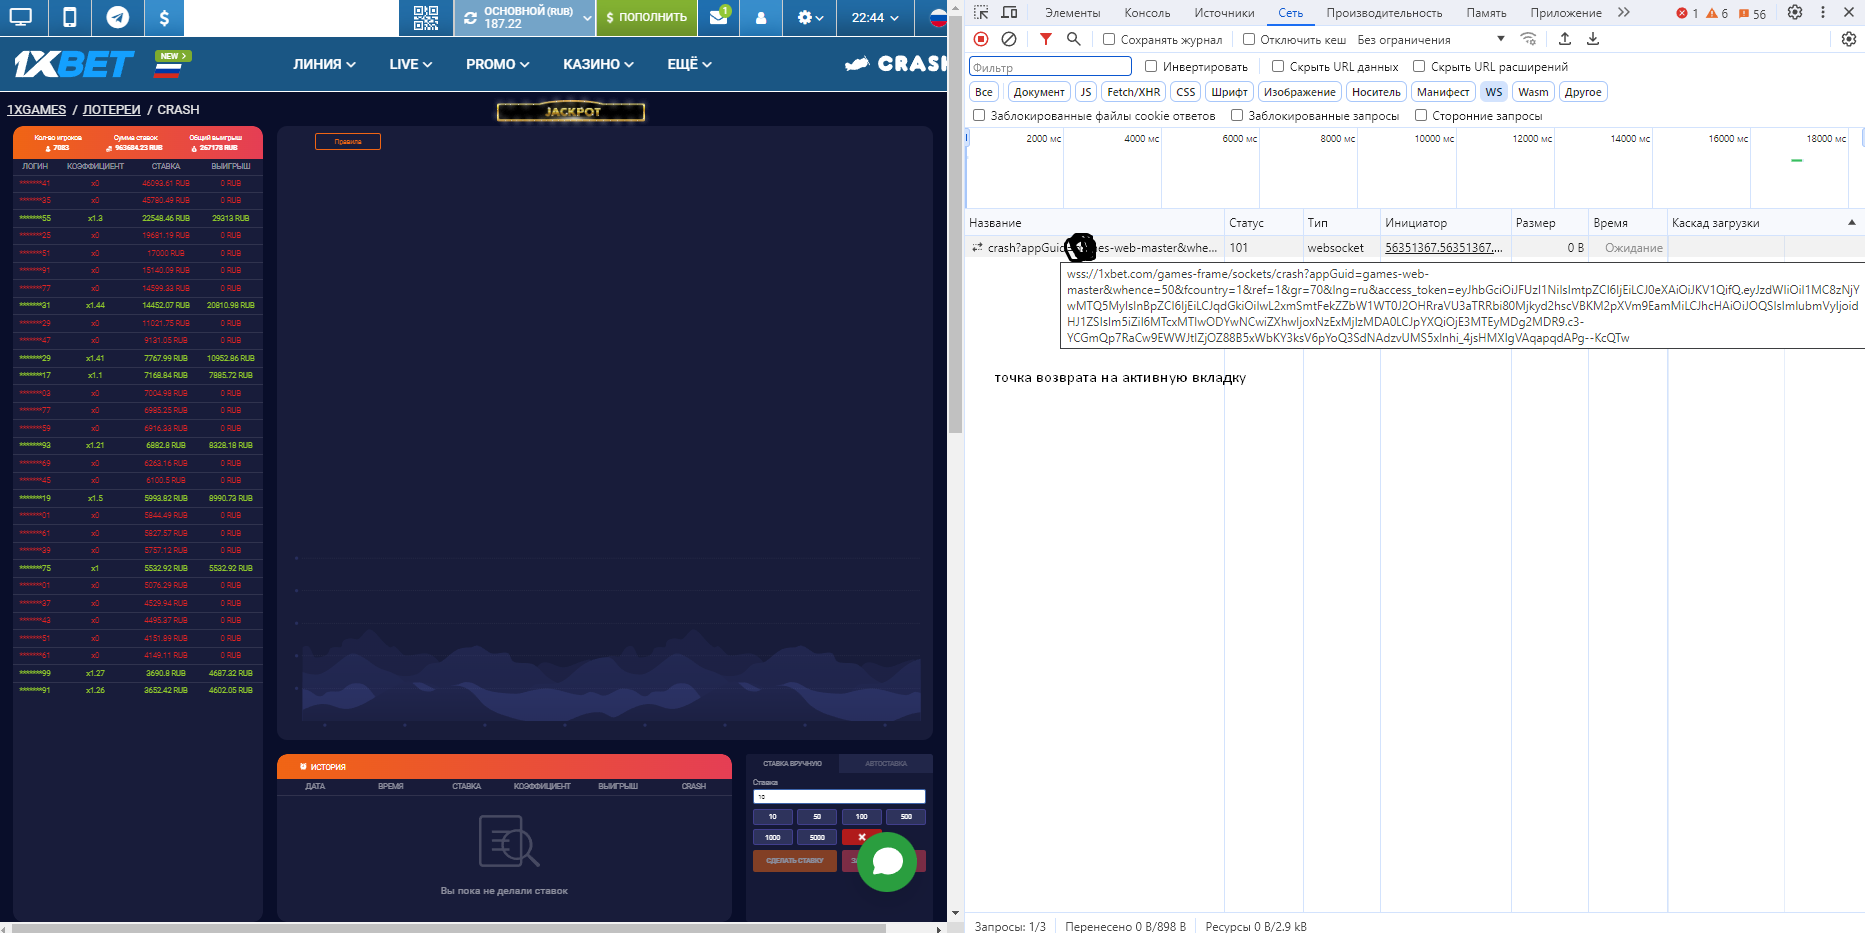 ОСНОВНОЙ (RUB)
187.22
$ ПОПОЛНИТЬ
1
22:44
1XBET
NEW
ЛИНИЯ
LIVE
PROMO
КАЗИНО
ЕЩЁ
CRASH
1XGAMES / ЛОТЕРЕИ / CRASH
JACKPOT
Кол-во игроков Сумма ставок Общий выигрыш
7083 963684.23 RUB 267178 RUB
ЛОГИН КОЭФФИЦИЕНТ СТАВКА ВЫИГРЫШ
*******41 x0 46093.61 RUB 0 RUB
*******35 x0 45780.49 RUB 0 RUB
*******55 x1.3 22548.46 RUB 29313 RUB
*******25 x0 19681.19 RUB 0 RUB
*******51 x0 17000 RUB 0 RUB
*******91 x0 15140.09 RUB 0 RUB
*******77 x0 14599.33 RUB 0 RUB
*******31 x1.44 14452.07 RUB 20810.98 RUB
*******29 x0 11021.75 RUB 0 RUB
*******47 x0 9131.05 RUB 0 RUB
*******29 x1.41 7767.99 RUB 10952.86 RUB
*******17 x1.1 7168.84 RUB 7885.72 RUB
*******03 x0 7004.98 RUB 0 RUB
*******77 x0 6985.25 RUB 0 RUB
*******59 x0 6916.33 RUB 0 RUB
*******93 x1.21 6882.8 RUB 8328.18 RUB
*******69 x0 6263.16 RUB 0 RUB
*******45 x0 6100.5 RUB 0 RUB
*******19 x1.5 5993.82 RUB 8990.73 RUB
*******01 x0 5844.49 RUB 0 RUB
*******61 x0 5827.57 RUB 0 RUB
*******39 x0 5757.12 RUB 0 RUB
*******75 x1 5532.92 RUB 5532.92 RUB
*******01 x0 5076.29 RUB 0 RUB
*******37 x0 4529.94 RUB 0 RUB
*******43 x0 4495.37 RUB 0 RUB
*******51 x0 4151.89 RUB 0 RUB
*******61 x0 4149.11 RUB 0 RUB
*******99 x1.27 3690.8 RUB 4687.32 RUB
*******91 x1.26 3652.42 RUB 4602.05 RUB
Правила
ИСТОРИЯ
ДАТА ВРЕМЯ СТАВКА КОЭФФИЦИЕНТ ВЫИГРЫШ CRASH
Вы пока не делали ставок
СТАВКА ВРУЧНУЮ АВТОСТАВКА
Ставка
10
10 50 100 500
1000 5000
СДЕЛАТЬ СТАВКУ
Элементы Консоль Источники Сеть Производительность Память Приложение 1 6 56
Сохранять журнал Отключить кеш Без ограничения
Фильтр Инвертировать Скрыть URL данных Скрыть URL расширений
Все Документ JS Fetch/XHR CSS Шрифт Изображение Носитель Манифест WS Wasm Другое
Заблокированные файлы cookie ответов Заблокированные запросы Сторонние запросы
2000 мс 4000 мс 6000 мс 8000 мс 10000 мс 12000 мс 14000 мс 16000 мс 18000 мс
Название Статус Тип Инициатор Размер Время Каскад загрузки
crash?appGuid=games-web-master&whe... 101 websocket 56351367.56351367.... 0 B Ожидание
wss://1xbet.com/games-frame/sockets/crash?appGuid=games-web-
master&whence=50&fcountry=1&ref=1&gr=70&lng=ru&access_token=eyJhbGciOiJFUzI1NiIsImtpZCI6IjEiLCJ0eXAiOiJKV1QifQ.eyJzdWIiOiI1MC8zNjY
wMTQ5MyIsInBpZCI6IjEiLCJqdGkiOiIwL2xmSmtFekZZbW1WT0J2OHRraVU3aTRRbi80Mjkyd2hscVBKM2pXVm9EamMiLCJhcHAiOiJOQSIsImlubmVyIjoid
HJ1ZSIsIm5iZiI6MTcxMTIwODYwNCwiZXhwIjoxNzExMjIzMDA0LCJpYXQiOjE3MTEyMDg2MDR9.c3-
YCGmQp7RaCw9EWWJtIZjOZ88B5xWbKY3ksV6pYoQ3SdNAdzvUMS5xInhi_4jsHMXIgVAqapqdAPg--KcQTw
точка возврата на активную вкладку
Запросы: 1/3 Перенесено 0 B/898 B Ресурсы 0 B/2.9 kB